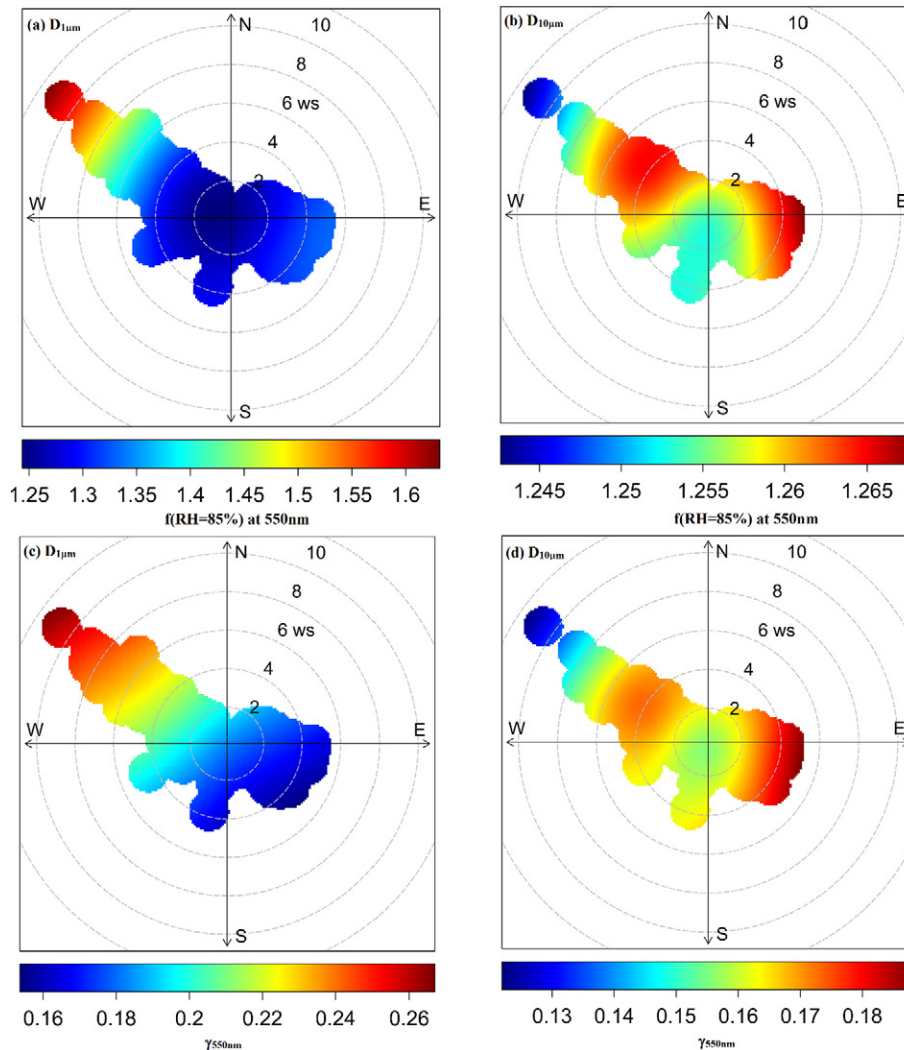 (a) D1μm
N
10
8
6 ws
4
2
W
E
S
1.25 1.3 1.35 1.4 1.45 1.5 1.55 1.6
f(RH=85%) at 550nm
(b) D10μm
N
10
8
6 ws
4
2
W
E
S
1.245 1.25 1.255 1.26 1.265
f(RH=85%) at 550nm
(c) D1μm
N
10
8
6 ws
4
2
W
E
S
0.16 0.18 0.2 0.22 0.24 0.26
γ550nm
(d) D10μm
N
10
8
6 ws
4
2
W
E
S
0.13 0.14 0.15 0.16 0.17 0.18
γ550nm